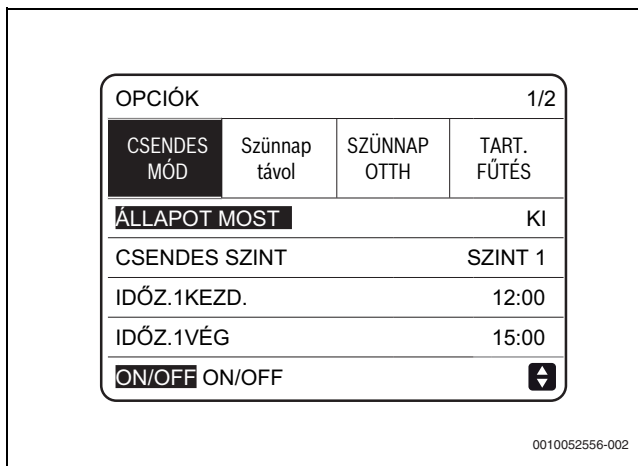 OPCIÓK 1/2
CSENDES MÓD Szünnap távol SZÜNNAP OTTH TART. FŰTÉS
ÁLLAPOT MOST KI
CSENDES SZINT SZINT 1
IDŐZ.1KEZD. 12:00
IDŐZ.1VÉG 15:00
ON/OFF ON/OFF
0010052556-002